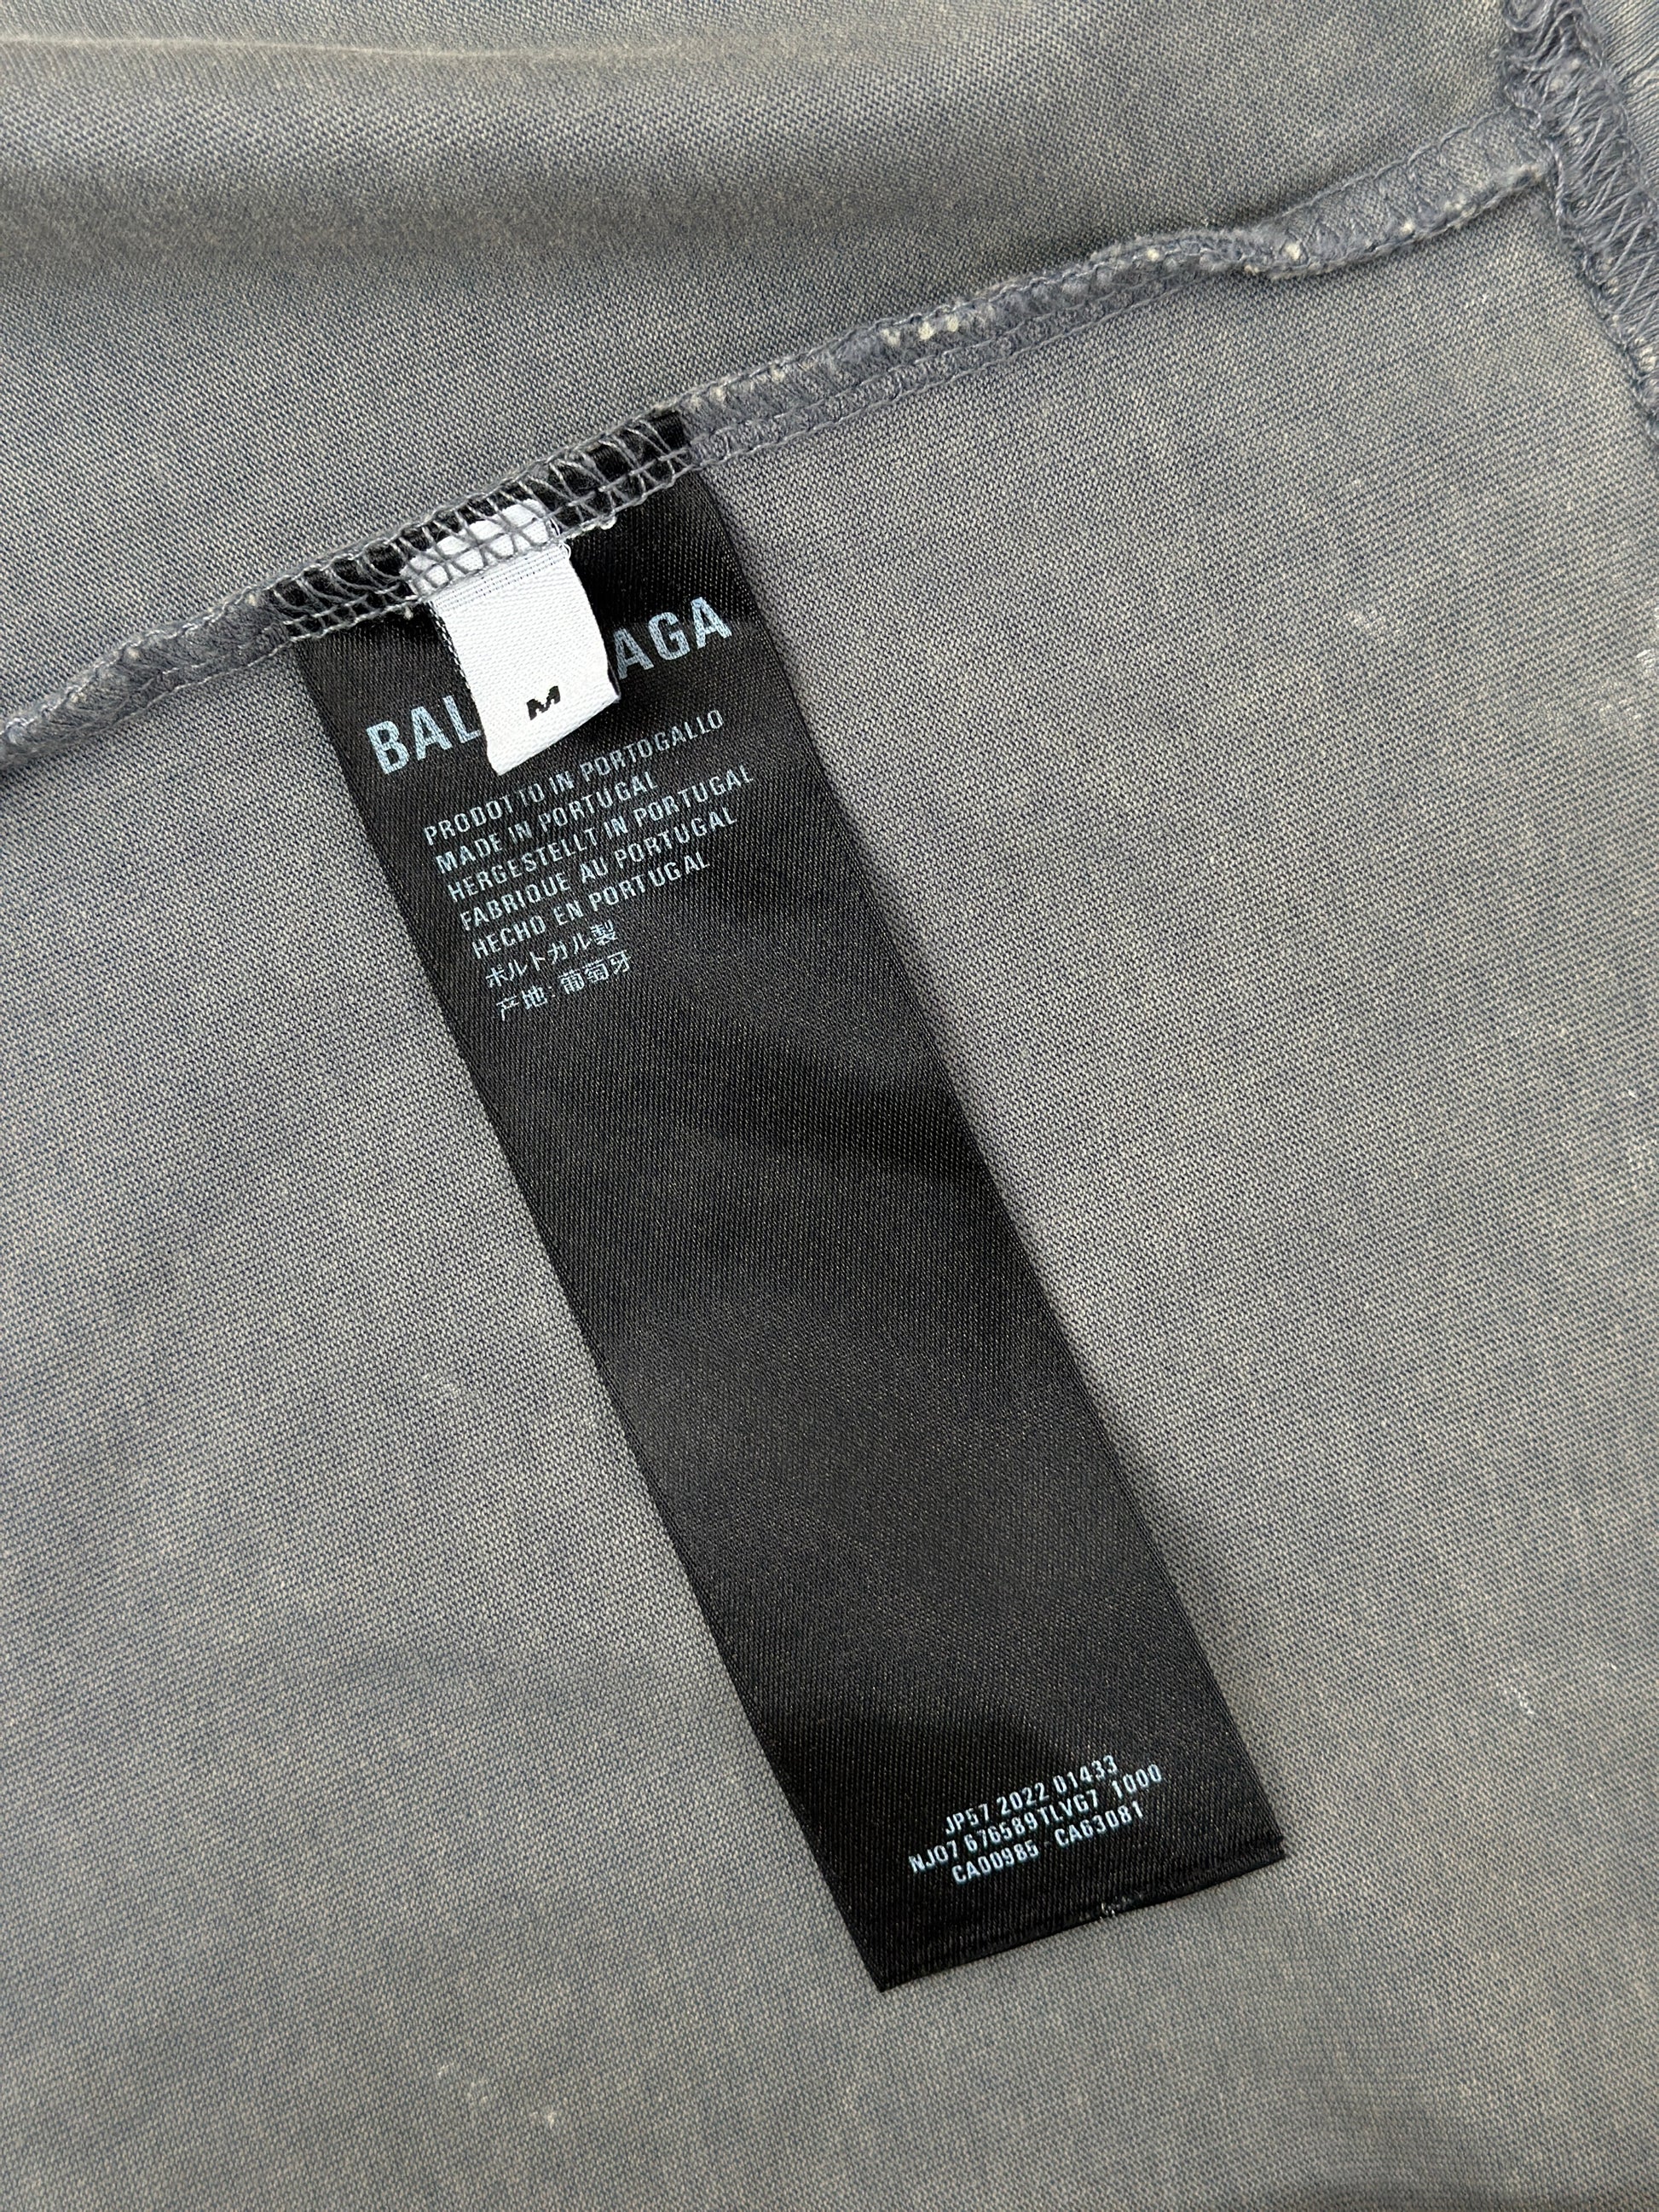 M
BAL AGA
PRODOTTO IN PORTOGALLO
MADE IN PORTUGAL
HERGESTELLT IN PORTUGAL
FABRIQUE AU PORTUGAL
HECHO EN PORTUGAL
ポルトガル製
产地: 葡萄牙
JP57 2022 01433
NJ07 676589TLVG7 1000
CA00985 CA63081